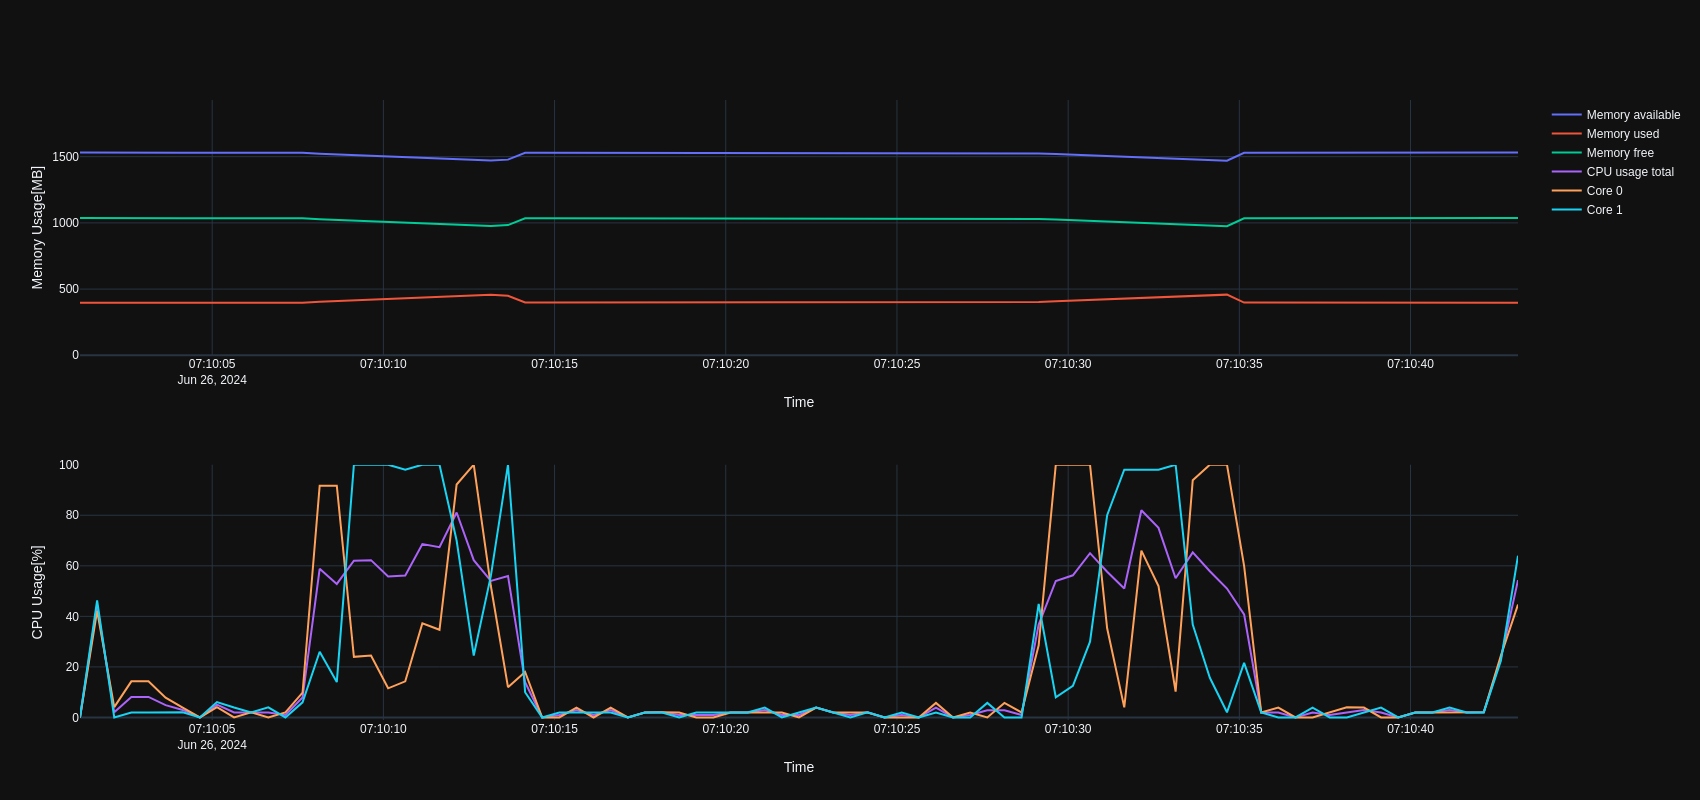 Memory Usage[MB]
1500
1000
500
0
07:10:05
Jun 26, 2024
07:10:10
07:10:15
07:10:20
07:10:25
07:10:30
07:10:35
07:10:40
Time
Memory available
Memory used
Memory free
CPU usage total
Core 0
Core 1
CPU Usage[%]
100
80
60
40
20
0
07:10:05
Jun 26, 2024
07:10:10
07:10:15
07:10:20
07:10:25
07:10:30
07:10:35
07:10:40
Time